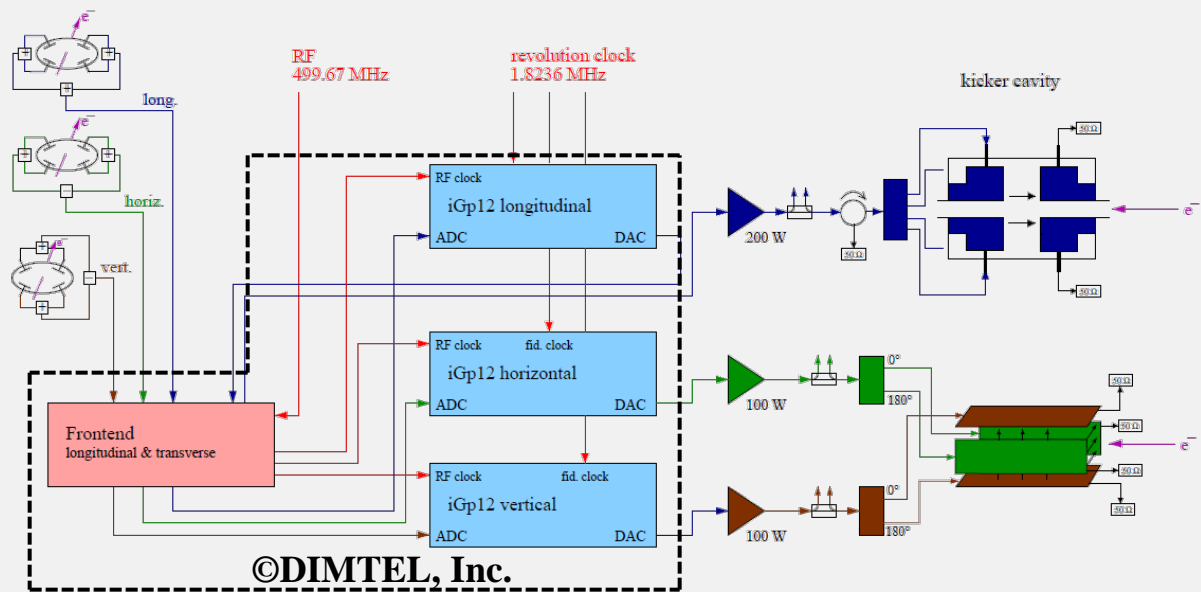 e⁻
+
+
+
long.
e⁻
+
+
−
horiz.
e⁻
+
−
+
vert.
RF
499.67 MHz
revolution clock
1.8236 MHz
kicker cavity
RF clock
iGp12 longitudinal
ADC
DAC
200 W
50 Ω
50 Ω
50 Ω
e⁻
RF clock
fid. clock
iGp12 horizontal
ADC
DAC
100 W
0°
180°
Frontend
longitudinal & transverse
RF clock
fid. clock
iGp12 vertical
ADC
DAC
100 W
0°
180°
50 Ω
50 Ω
50 Ω
50 Ω
e⁻
©DIMTEL, Inc.